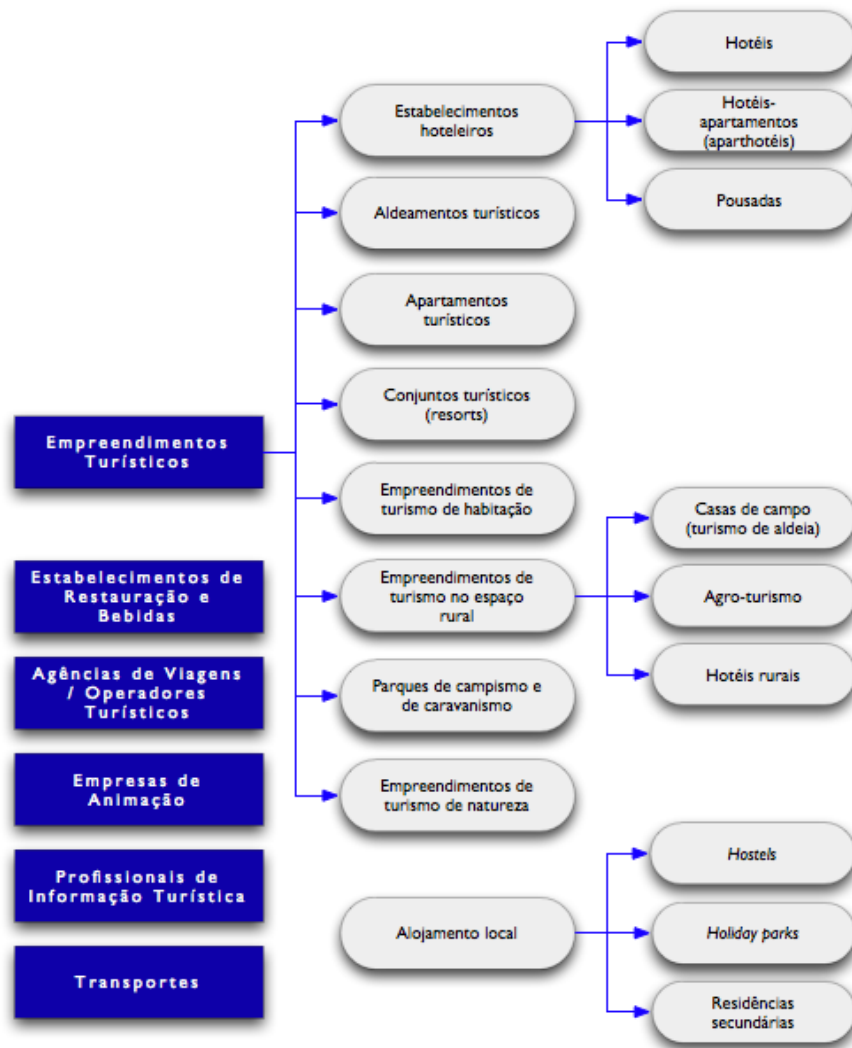 Empreendimentos
Turísticos
Estabelecimentos de
Restauração e
Bebidas
Agências de Viagens
/ Operadores
Turísticos
Empresas de
Animação
Profissionais de
Informação Turística
Transportes
Estabelecimentos
hoteleiros
Aldeamentos turísticos
Apartamentos
turísticos
Conjuntos turísticos
(resorts)
Empreendimentos de
turismo de habitação
Empreendimentos de
turismo no espaço
rural
Parques de campismo e
de caravanismo
Empreendimentos de
turismo de natureza
Alojamento local
Hotéis
Hotéis-
apartamentos
(aparthotéis)
Pousadas
Casas de campo
(turismo de aldeia)
Agro-turismo
Hotéis rurais
Hostels
Holiday parks
Residências
secundárias